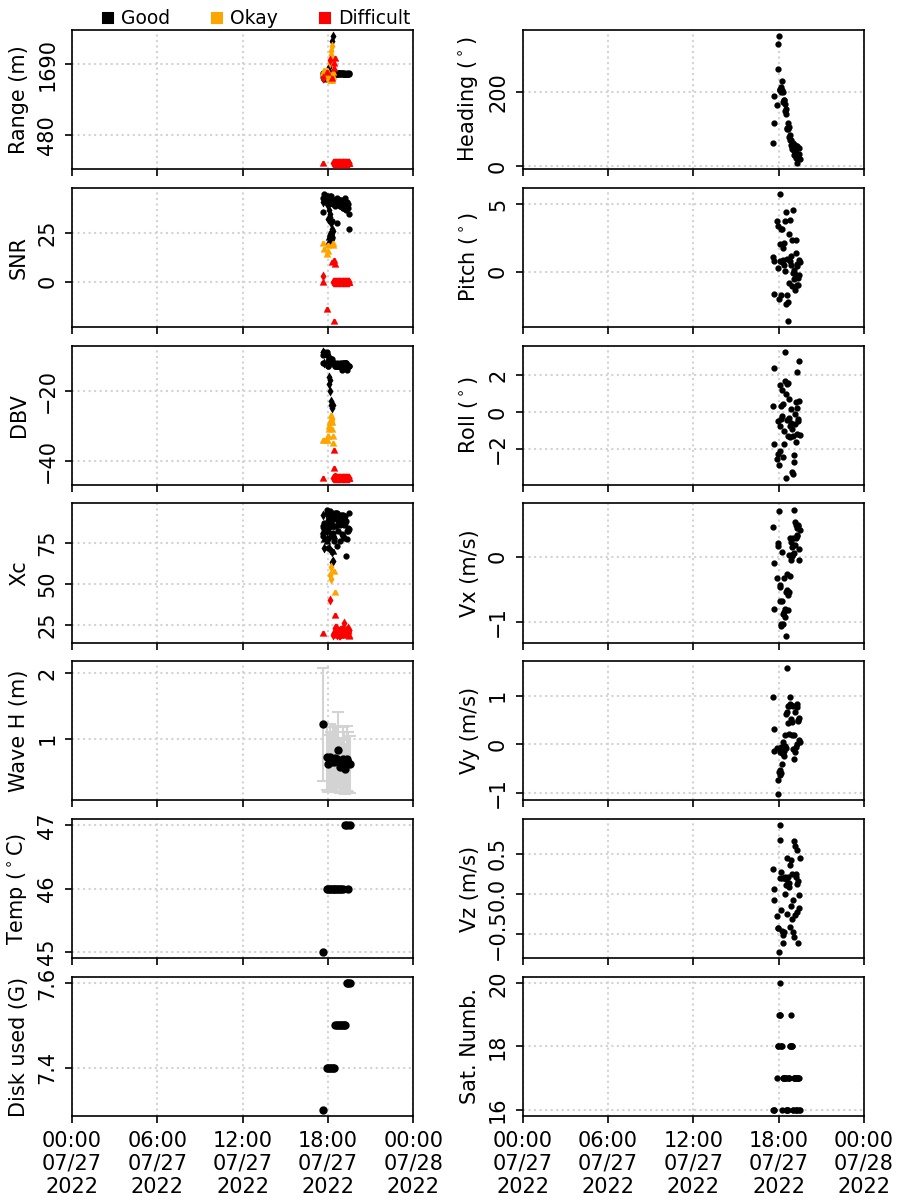 Good Okay Difficult
Range (m)
1690
480
Heading (°)
200
0
SNR
25
0
Pitch (°)
5
0
DBV
−20
−40
Roll (°)
2
0
−2
Xc
75
50
25
Vx (m/s)
0
−1
Wave H (m)
2
1
Vy (m/s)
1
0
−1
Temp (°C)
47
46
45
Vz (m/s)
0.5
0.0
−0.5
Disk used (G)
7.6
7.4
Sat. Numb.
20
18
16
00:00 06:00 12:00 18:00 00:00 00:00 06:00 12:00 18:00 00:00
07/27 07/27 07/27 07/27 07/28 07/27 07/27 07/27 07/27 07/28
2022 2022 2022 2022 2022 2022 2022 2022 2022 2022